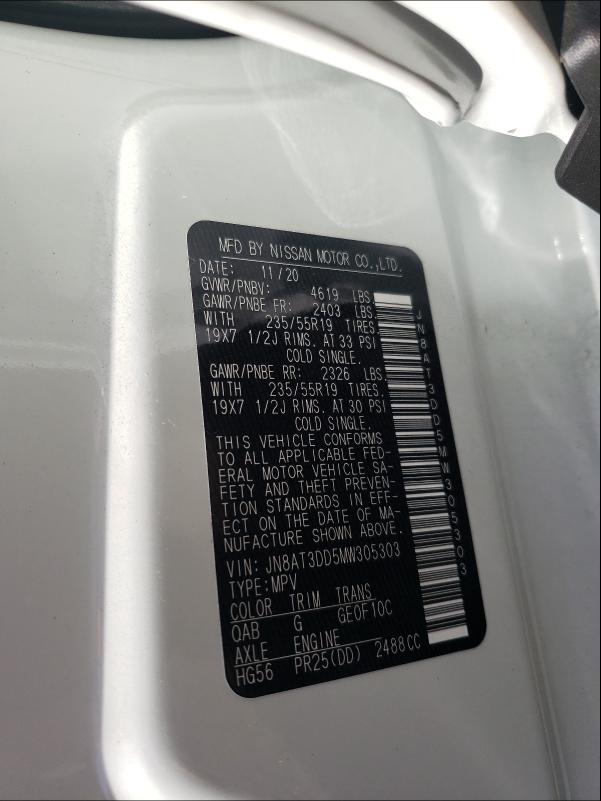 MFD BY NISSAN MOTOR CO.,LTD.
DATE: 11/20
GVWR/PNBV: 4619 LBS
GAWR/PNBE FR: 2403 LBS
WITH 235/55R19 TIRES
19X7 1/2J RIMS. AT 33 PSI
COLD SINGLE.
GAWR/PNBE RR: 2326 LBS.
WITH 235/55R19 TIRES.
19X7 1/2J RIMS. AT 30 PSI
COLD SINGLE.
THIS VEHICLE CONFORMS
TO ALL APPLICABLE FED-
ERAL MOTOR VEHICLE SA-
FETY AND THEFT PREVEN-
TION STANDARDS IN EFF-
ECT ON THE DATE OF MA-
NUFACTURE SHOWN ABOVE.
VIN: JN8AT3DD5MW305303
TYPE:MPV
COLOR TRIM TRANS
QAB G GE0F10C
AXLE ENGINE
HG56 PR25(DD) 2488CC
JN8AT3DD5MW305303